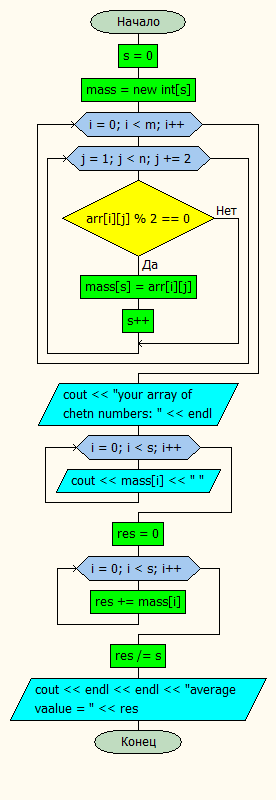 Начало
s = 0
mass = new int[s]
i = 0; i < m; i++
j = 1; j < n; j += 2
arr[i][j] % 2 == 0
Нет
Да
mass[s] = arr[i][j]
s++
cout << "your array of
chetn numbers: " << endl
i = 0; i < s; i++
cout << mass[i] << " "
res = 0
i = 0; i < s; i++
res += mass[i]
res /= s
cout << endl << endl << "average
vaalue = " << res
Конец